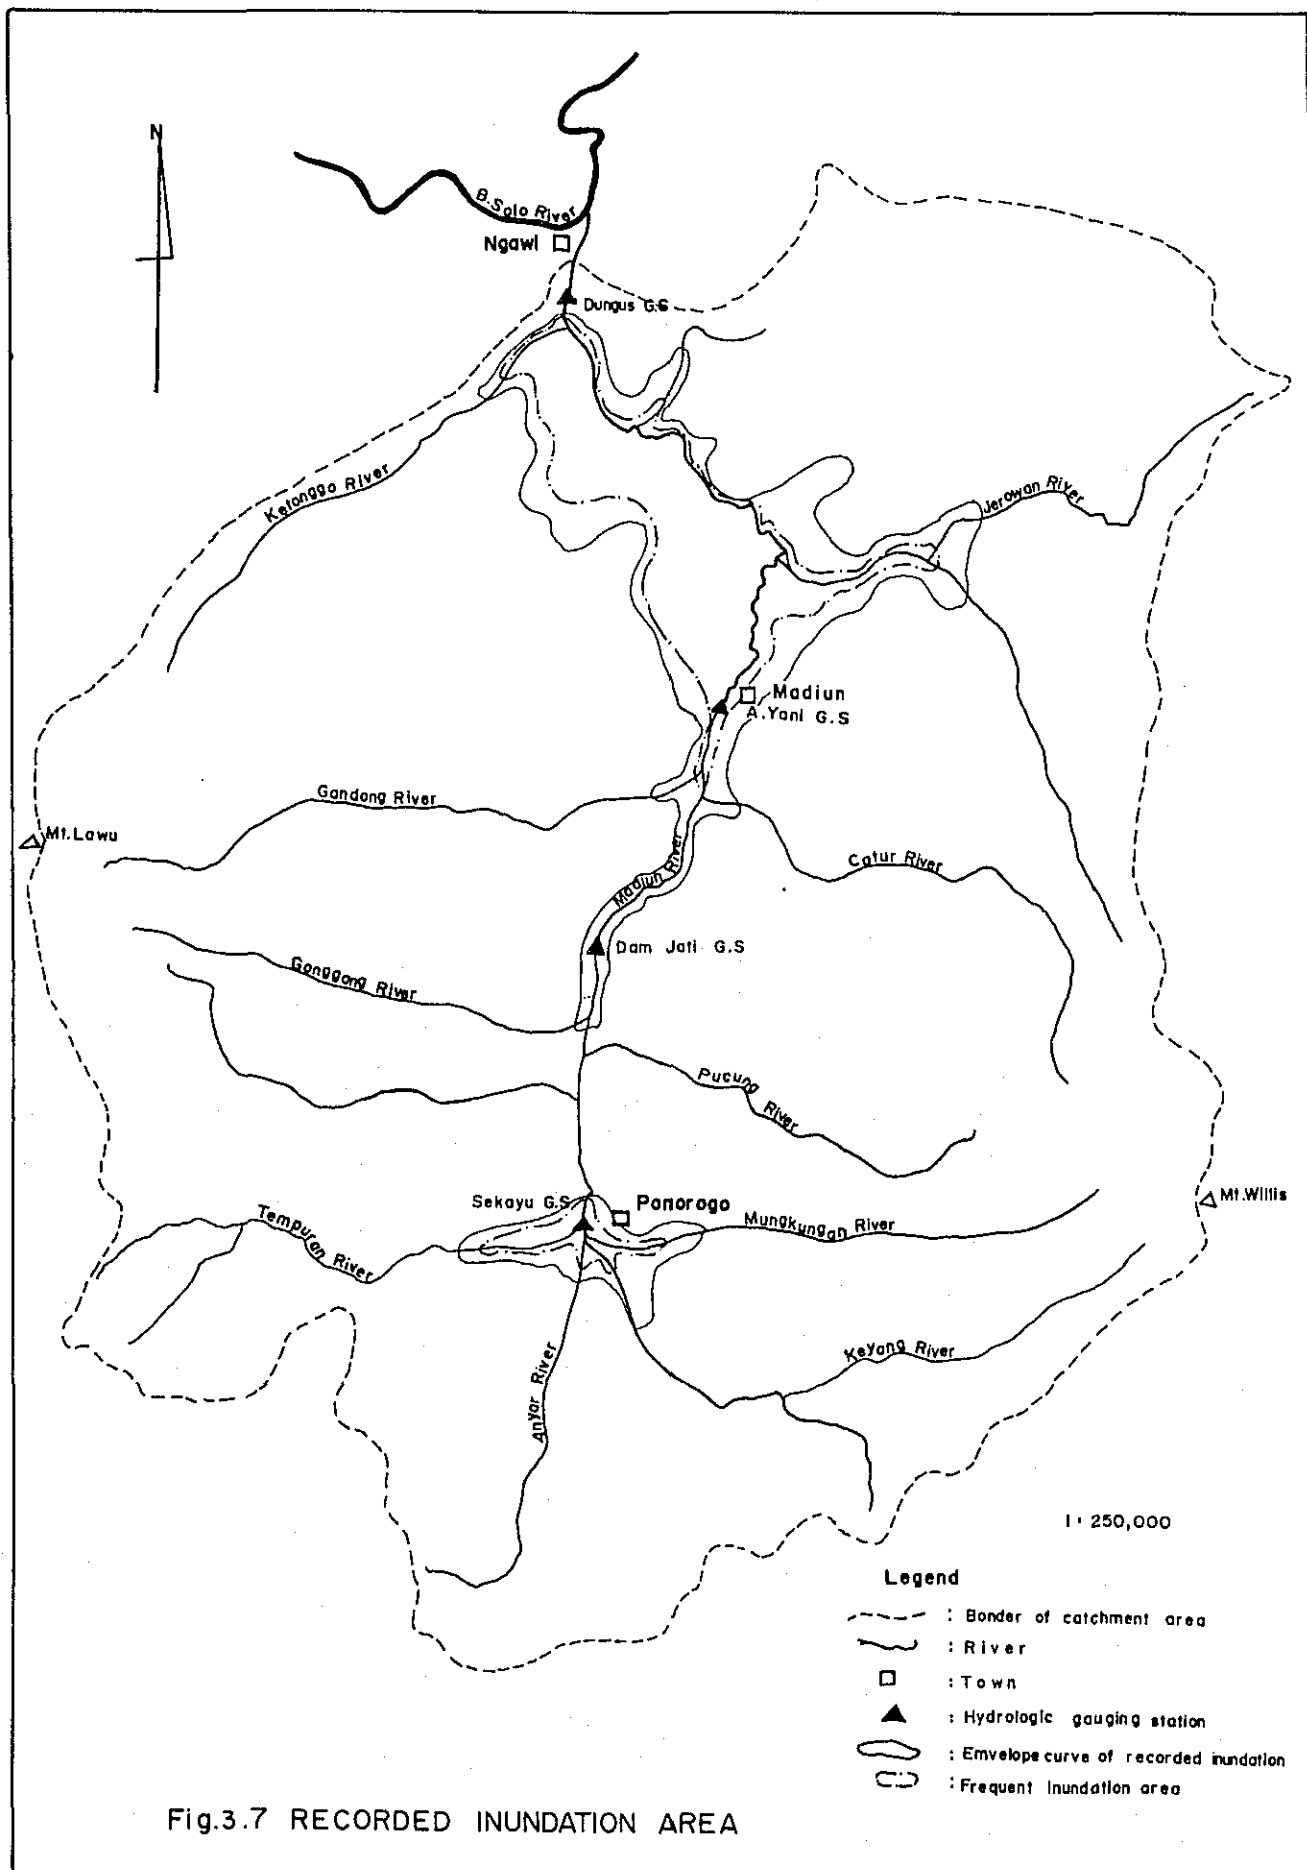 N
B.Solo River
Ngawi
Dungus G.S
Ketonggo River
Jerowan River
Madiun
A.Yani G.S
Gandong River
Mt.Lawu
Catur River
Madiun River
Dam Jati G.S
Gonggong River
Pucung River
Sekayu G.S
Ponorogo
Mt.Willis
Tempuran River
Mungkungan River
Keyang River
Anyar River
1:250,000
Legend
: Bonder of catchment area
: River
: Town
: Hydrologic gauging station
: Emvelope curve of recorded inundation
: Frequent Inundation area
Fig.3.7 RECORDED INUNDATION AREA